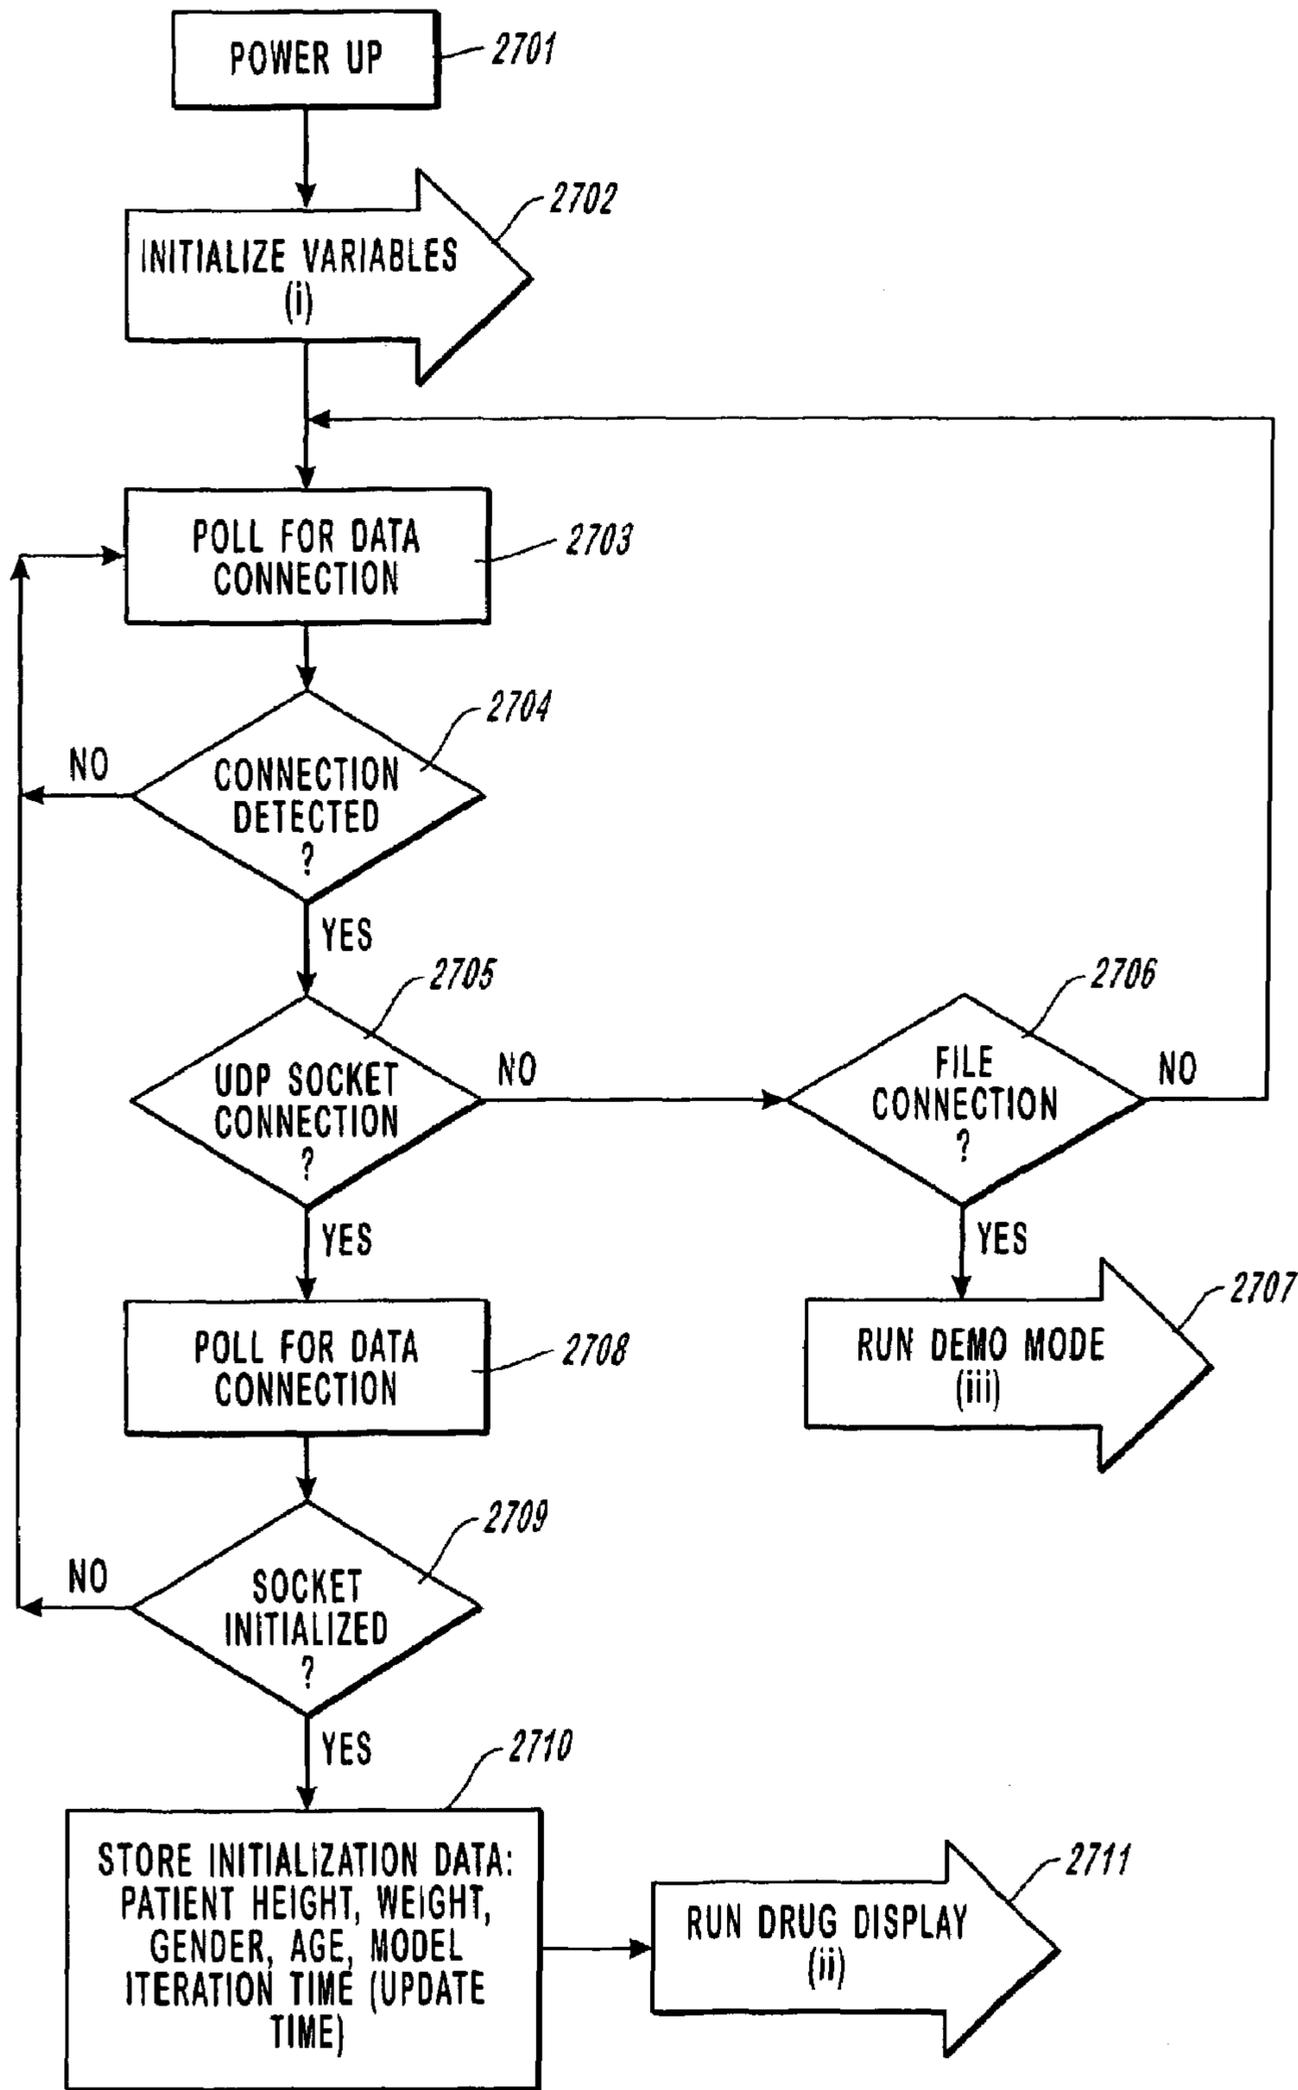 POWER UP
2701
INITIALIZE VARIABLES
(i)
2702
POLL FOR DATA
CONNECTION
2703
CONNECTION
DETECTED
?
2704
NO
YES
UDP SOCKET
CONNECTION
?
2705
NO
YES
FILE
CONNECTION
?
2706
NO
YES
RUN DEMO MODE
(iii)
2707
POLL FOR DATA
CONNECTION
2708
SOCKET
INITIALIZED
?
2709
NO
YES
STORE INITIALIZATION DATA:
PATIENT HEIGHT, WEIGHT,
GENDER, AGE, MODEL
ITERATION TIME (UPDATE
TIME)
2710
RUN DRUG DISPLAY
(ii)
2711